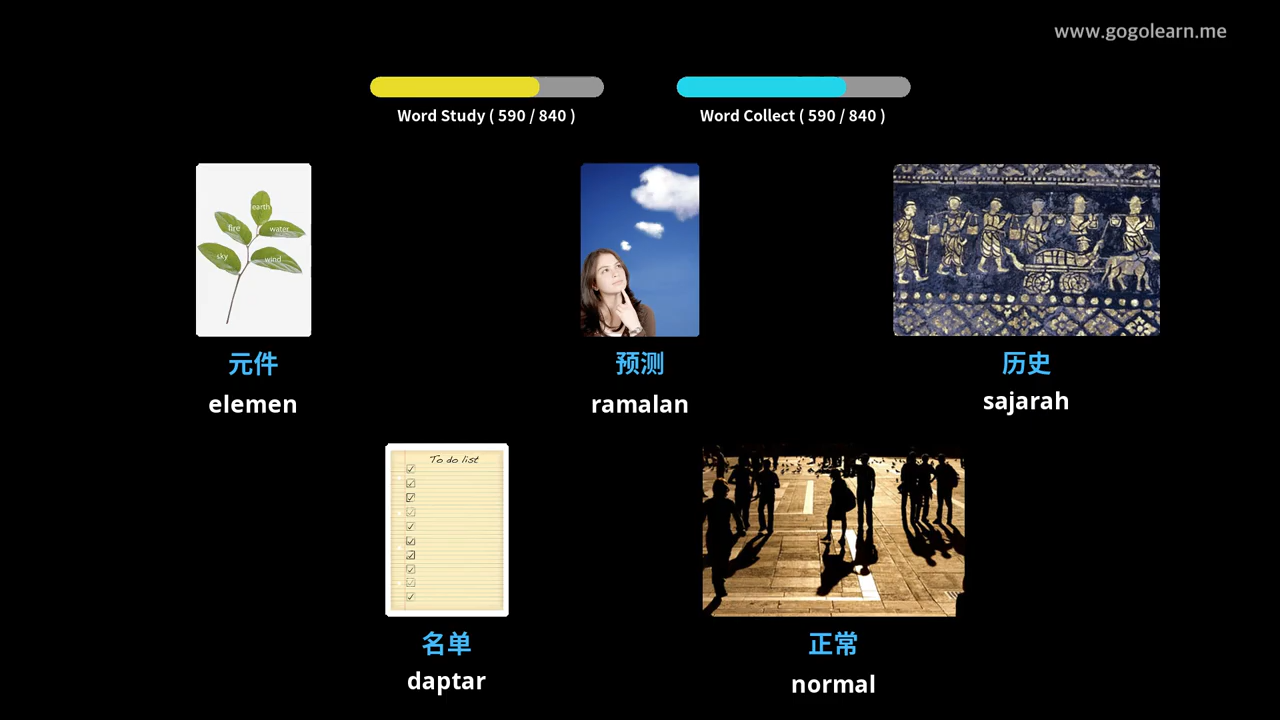 www.gogolearn.me
Word Study ( 590 / 840 )
Word Collect ( 590 / 840 )
earth
fire
water
sky
wind
元件
预测
历史
elemen
ramalan
sajarah
To do list
名单
正常
daptar
normal